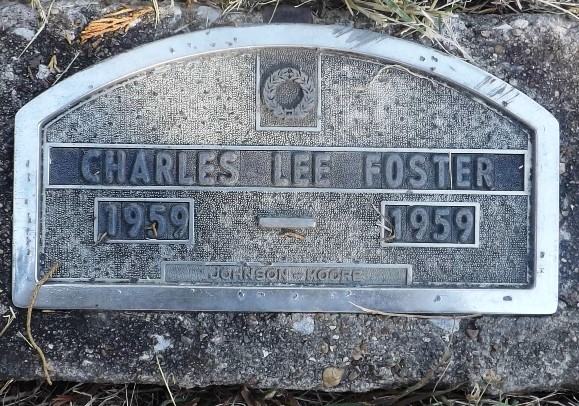 CHARLES LEE FOSTER
1959 — 1959
JOHNSON-MOORE